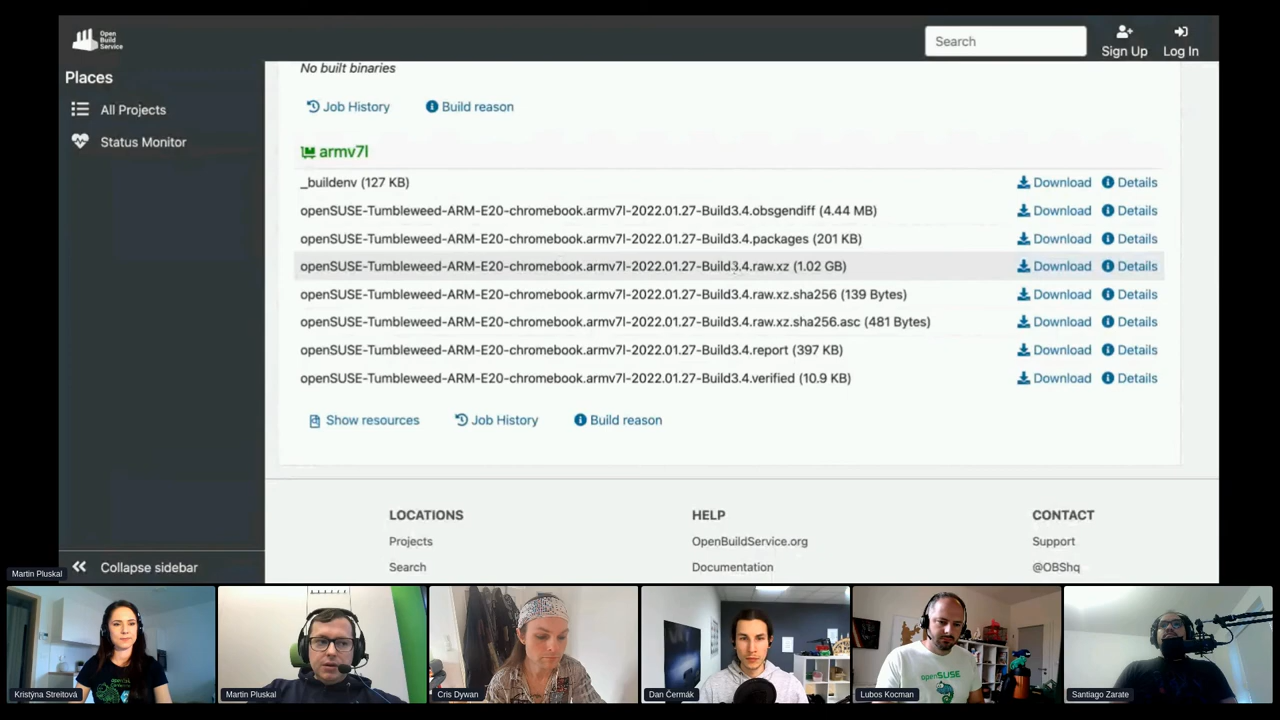 Open
Build
Service
Search
Sign Up
Log In
Places
All Projects
Status Monitor
No built binaries
Job History
Build reason
armv7l
_buildenv (127 KB) Download Details
openSUSE-Tumbleweed-ARM-E20-chromebook.armv7l-2022.01.27-Build3.4.obsgendiff (4.44 MB) Download Details
openSUSE-Tumbleweed-ARM-E20-chromebook.armv7l-2022.01.27-Build3.4.packages (201 KB) Download Details
openSUSE-Tumbleweed-ARM-E20-chromebook.armv7l-2022.01.27-Build3.4.raw.xz (1.02 GB) Download Details
openSUSE-Tumbleweed-ARM-E20-chromebook.armv7l-2022.01.27-Build3.4.raw.xz.sha256 (139 Bytes) Download Details
openSUSE-Tumbleweed-ARM-E20-chromebook.armv7l-2022.01.27-Build3.4.raw.xz.sha256.asc (481 Bytes) Download Details
openSUSE-Tumbleweed-ARM-E20-chromebook.armv7l-2022.01.27-Build3.4.report (397 KB) Download Details
openSUSE-Tumbleweed-ARM-E20-chromebook.armv7l-2022.01.27-Build3.4.verified (10.9 KB) Download Details
Show resources
Job History
Build reason
LOCATIONS
Projects
Search
HELP
OpenBuildService.org
Documentation
CONTACT
Support
@OBShq
Collapse sidebar
Martin Pluskal
Kristýna Streitová
Martin Pluskal
Cris Dywan
Dan Čermák
openSUSE
Lubos Kocman
Santiago Zarate